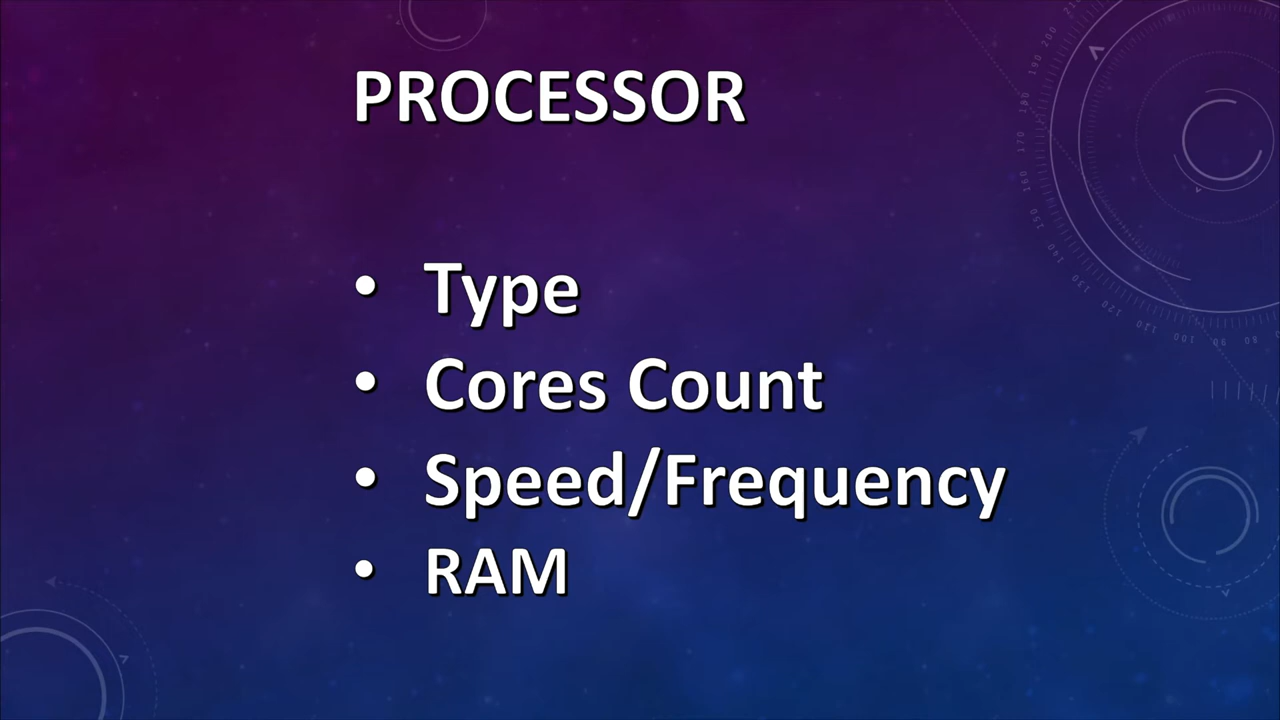 PROCESSOR
• Type
• Cores Count
• Speed/Frequency
• RAM